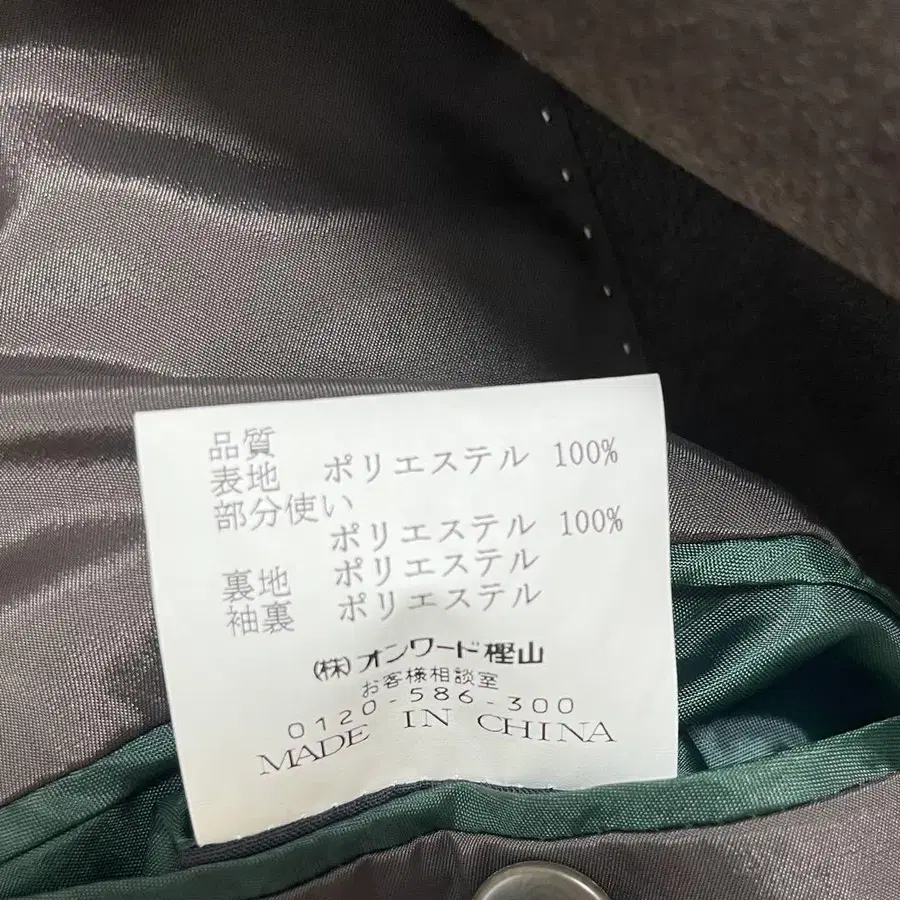 品質
表地 ポリエステル 100%
部分使い
ポリエステル 100%
裏地 ポリエステル
袖裏 ポリエステル
(株)オンワード樫山
お客様相談室
0120-586-300
MADE IN CHINA